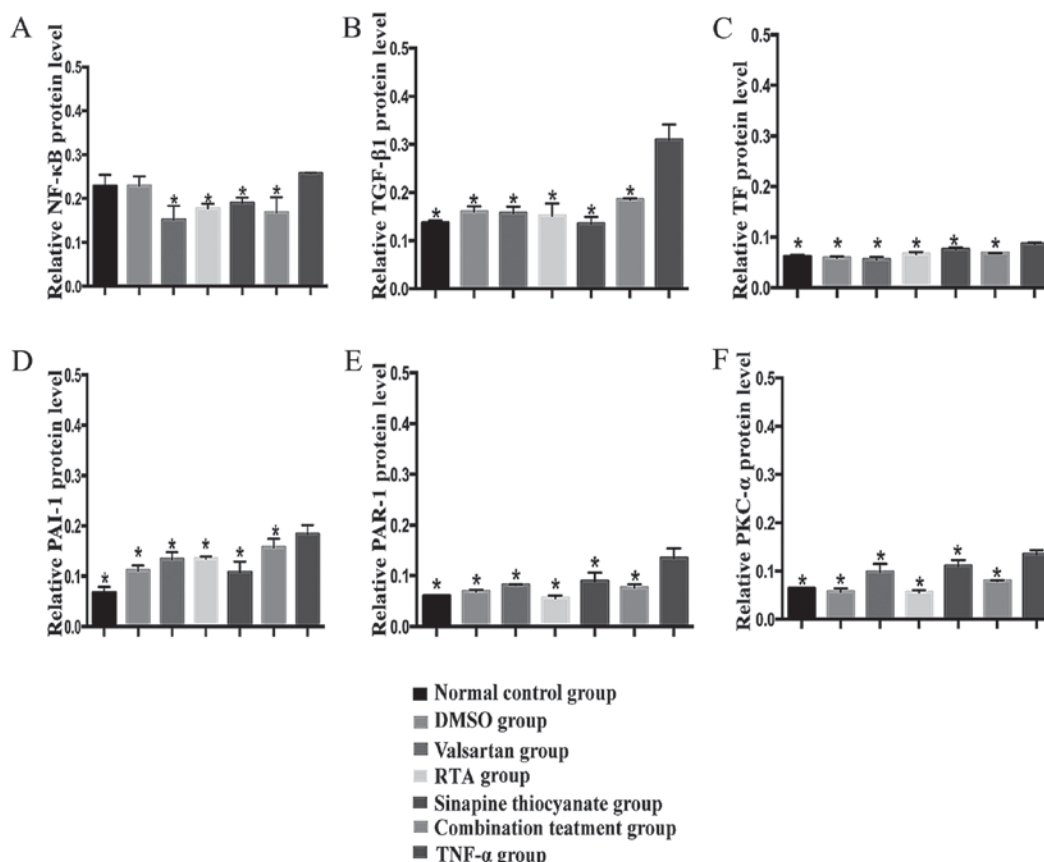 A
Relative NF-κB protein level
0.5
0.4
0.3
0.2
0.1
0.0
* * * *
B
Relative TGF-β1 protein level
0.5
0.4
0.3
0.2
0.1
0.0
* * * * * *
C
Relative TF protein level
0.5
0.4
0.3
0.2
0.1
0.0
* * * * * *
D
Relative PAI-1 protein level
0.5
0.4
0.3
0.2
0.1
0.0
* * * * * *
E
Relative PAR-1 protein level
0.5
0.4
0.3
0.2
0.1
0.0
* * * * * *
F
Relative PKC-α protein level
0.5
0.4
0.3
0.2
0.1
0.0
* * * * * *
Normal control group
DMSO group
Valsartan group
RTA group
Sinapine thiocyanate group
Combination teatment group
TNF-α group